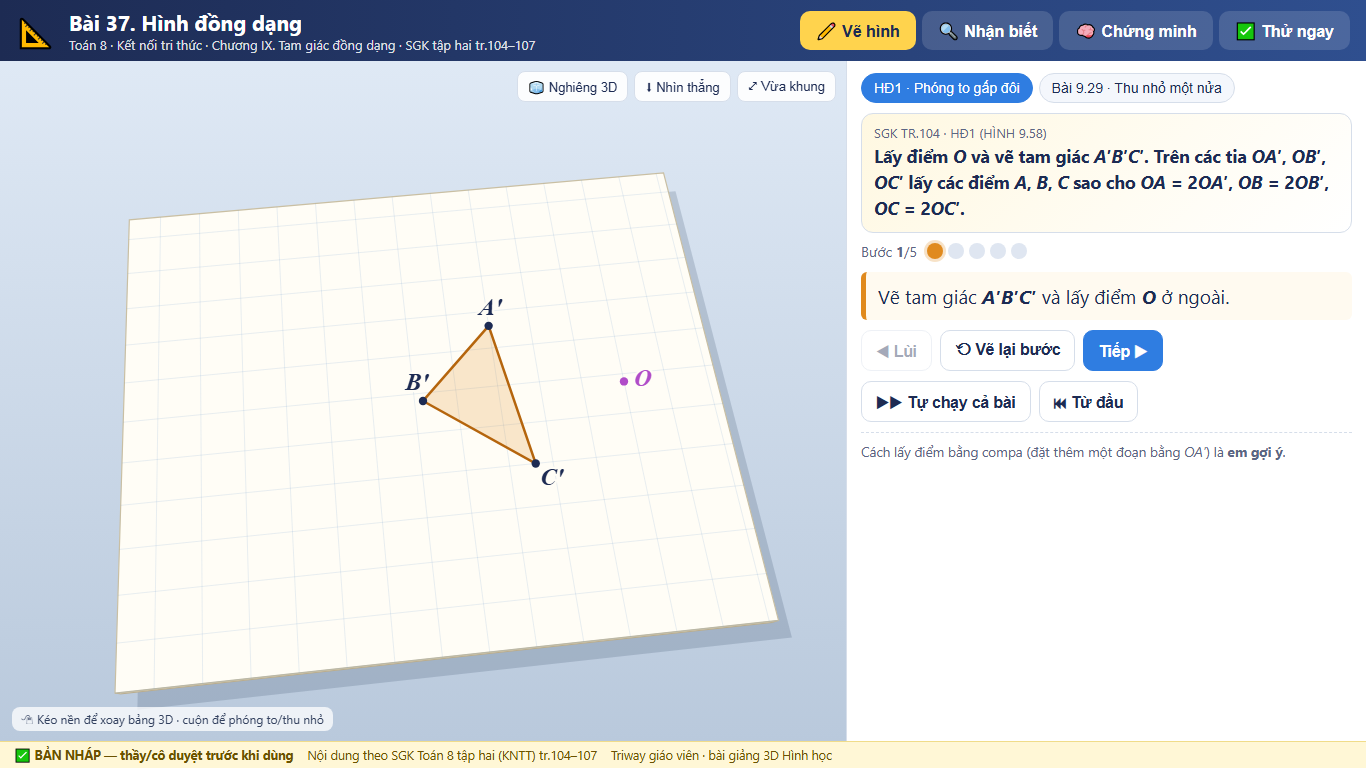 Bài 37. Hình đồng dạng
Toán 8 · Kết nối tri thức · Chương IX. Tam giác đồng dạng · SGK tập hai tr.104–107
Vẽ hình
Nhận biết
Chứng minh
Thử ngay
Nghiêng 3D
⬇ Nhìn thẳng
⤢ Vừa khung
A'
B'
O
C'
Kéo nền để xoay bảng 3D · cuộn để phóng to/thu nhỏ
HĐ1 · Phóng to gấp đôi
Bài 9.29 · Thu nhỏ một nửa
SGK TR.104 · HĐ1 (HÌNH 9.58)
Lấy điểm O và vẽ tam giác A'B'C'. Trên các tia OA', OB',
OC' lấy các điểm A, B, C sao cho OA = 2OA', OB = 2OB',
OC = 2OC'.
Bước 1/5
Vẽ tam giác A'B'C' và lấy điểm O ở ngoài.
◀ Lùi
⟲ Vẽ lại bước
Tiếp ▶
▶▶ Tự chạy cả bài
⏮ Từ đầu
Cách lấy điểm bằng compa (đặt thêm một đoạn bằng OA') là em gợi ý.
✅ BẢN NHÁP — thầy/cô duyệt trước khi dùng
Nội dung theo SGK Toán 8 tập hai (KNTT) tr.104–107
Triway giáo viên · bài giảng 3D Hình học